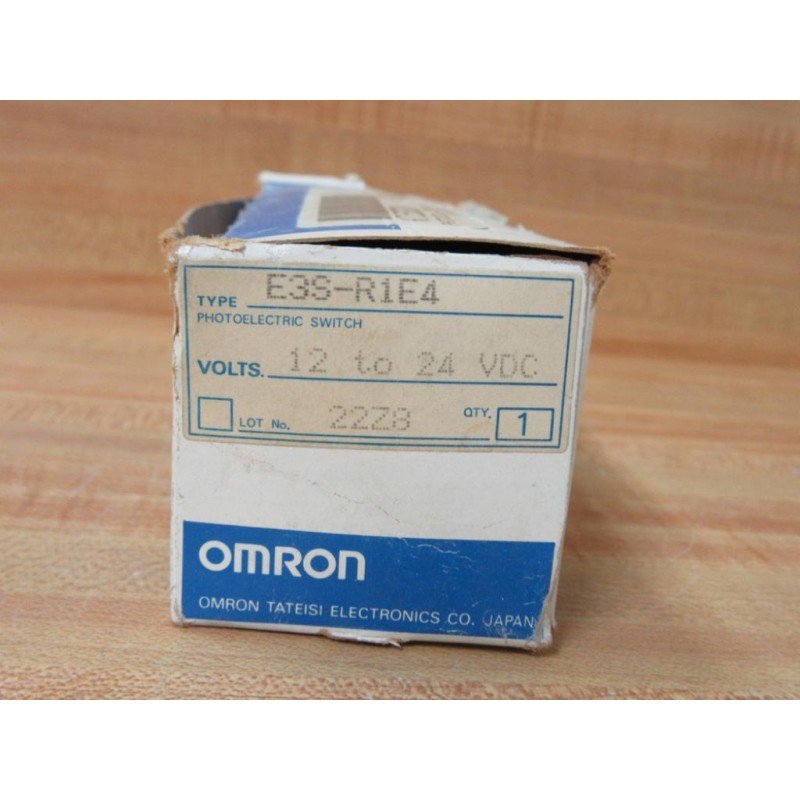 TYPE E3S-R1E4
PHOTOELECTRIC SWITCH
VOLTS. 12 to 24 VDC
LOT No. 22Z8 QTY. 1
OMRON
OMRON TATEISI ELECTRONICS CO. JAPAN